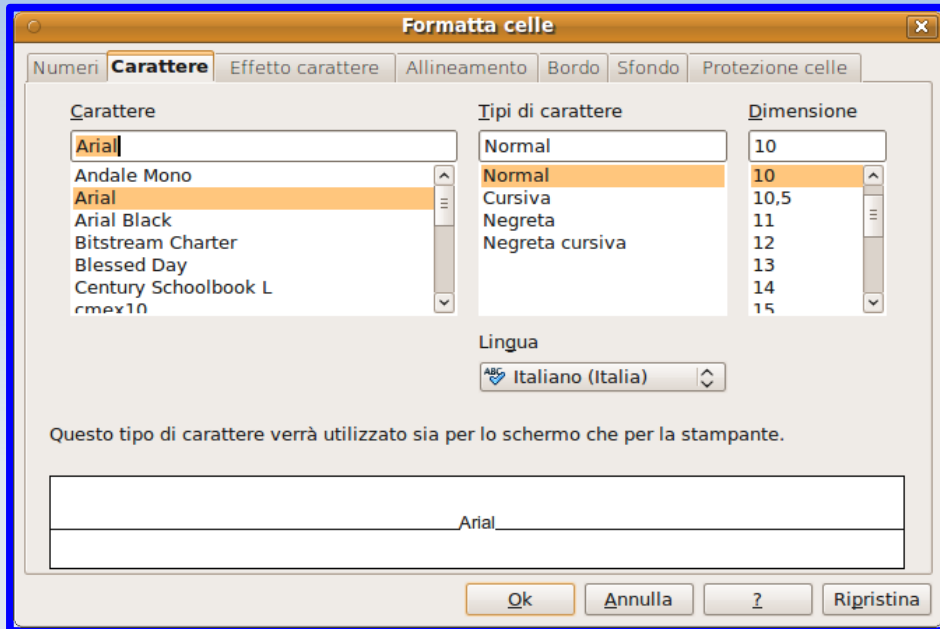 Formatta celle
Numeri Carattere Effetto carattere Allineamento Bordo Sfondo Protezione celle
Carattere Tipi di carattere Dimensione
Arial Normal 10
Andale Mono Normal 10
Arial Cursiva 10,5
Arial Black Negreta 11
Bitstream Charter Negreta cursiva 12
Blessed Day 13
Century Schoolbook L 14
cmex10 15
Lingua
ABC Italiano (Italia)
Questo tipo di carattere verrà utilizzato sia per lo schermo che per la stampante.
Arial
Ok Annulla ? Ripristina